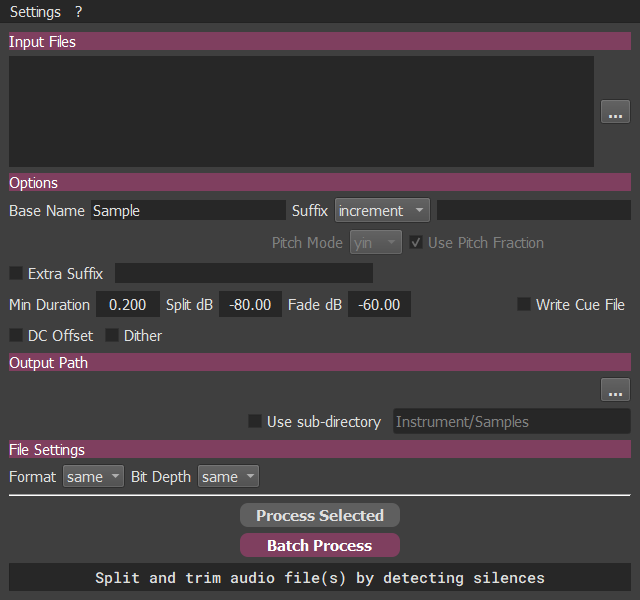 Settings ?
Input Files
...
Options
Base Name Sample Suffix increment
Pitch Mode yin Use Pitch Fraction
Extra Suffix
Min Duration 0.200 Split dB -80.00 Fade dB -60.00 Write Cue File
DC Offset Dither
Output Path
...
Use sub-directory Instrument/Samples
File Settings
Format same Bit Depth same
Process Selected
Batch Process
Split and trim audio file(s) by detecting silences